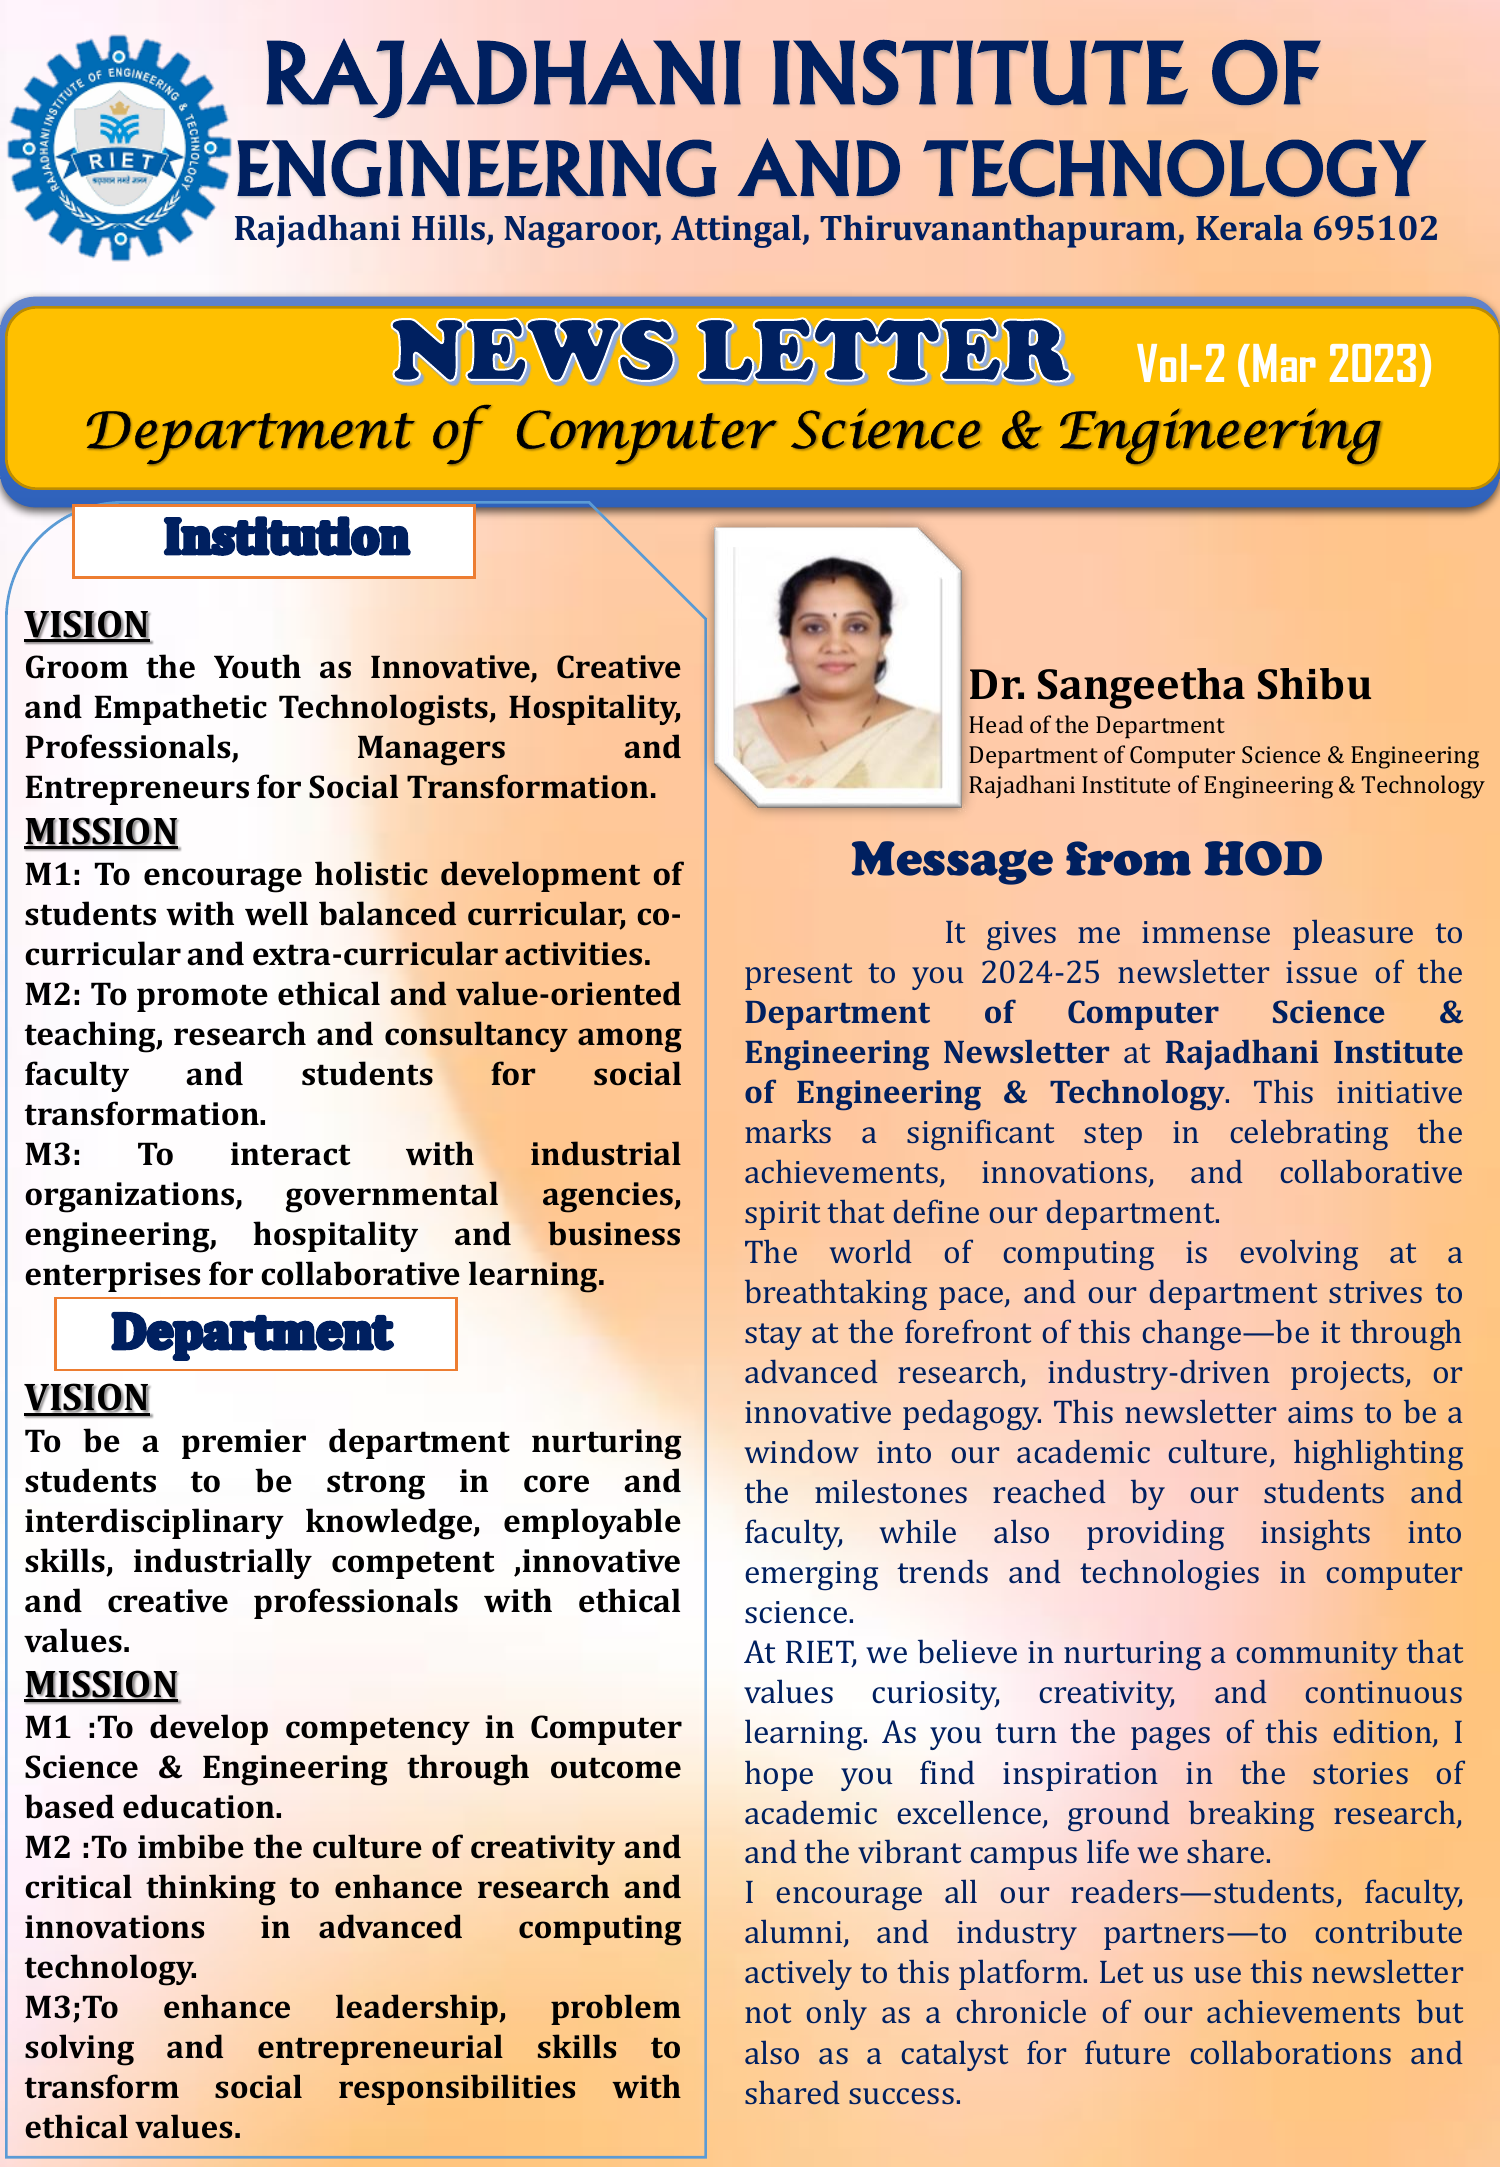 RAJADHANI INSTITUTE OF ENGINEERING & TECHNOLOGY
RIET
RAJADHANI INSTITUTE OF
ENGINEERING AND TECHNOLOGY
Rajadhani Hills, Nagaroor, Attingal, Thiruvananthapuram, Kerala 695102
NEWS LETTER
Vol-2 (Mar 2023)
Department of Computer Science & Engineering
Institution
VISION
Groom the Youth as Innovative, Creative
and Empathetic Technologists, Hospitality,
Professionals, Managers and
Entrepreneurs for Social Transformation.
MISSION
M1: To encourage holistic development of
students with well balanced curricular, co-
curricular and extra-curricular activities.
M2: To promote ethical and value-oriented
teaching, research and consultancy among
faculty and students for social
transformation.
M3: To interact with industrial
organizations, governmental agencies,
engineering, hospitality and business
enterprises for collaborative learning.
Department
VISION
To be a premier department nurturing
students to be strong in core and
interdisciplinary knowledge, employable
skills, industrially competent ,innovative
and creative professionals with ethical
values.
MISSION
M1 :To develop competency in Computer
Science & Engineering through outcome
based education.
M2 :To imbibe the culture of creativity and
critical thinking to enhance research and
innovations in advanced computing
technology.
M3;To enhance leadership, problem
solving and entrepreneurial skills to
transform social responsibilities with
ethical values.
Dr. Sangeetha Shibu
Head of the Department
Department of Computer Science & Engineering
Rajadhani Institute of Engineering & Technology
Message from HOD
It gives me immense pleasure to
present to you 2024-25 newsletter issue of the
Department of Computer Science &
Engineering Newsletter at Rajadhani Institute
of Engineering & Technology. This initiative
marks a significant step in celebrating the
achievements, innovations, and collaborative
spirit that define our department.
The world of computing is evolving at a
breathtaking pace, and our department strives to
stay at the forefront of this change—be it through
advanced research, industry-driven projects, or
innovative pedagogy. This newsletter aims to be a
window into our academic culture, highlighting
the milestones reached by our students and
faculty, while also providing insights into
emerging trends and technologies in computer
science.
At RIET, we believe in nurturing a community that
values curiosity, creativity, and continuous
learning. As you turn the pages of this edition, I
hope you find inspiration in the stories of
academic excellence, ground breaking research,
and the vibrant campus life we share.
I encourage all our readers—students, faculty,
alumni, and industry partners—to contribute
actively to this platform. Let us use this newsletter
not only as a chronicle of our achievements but
also as a catalyst for future collaborations and
shared success.